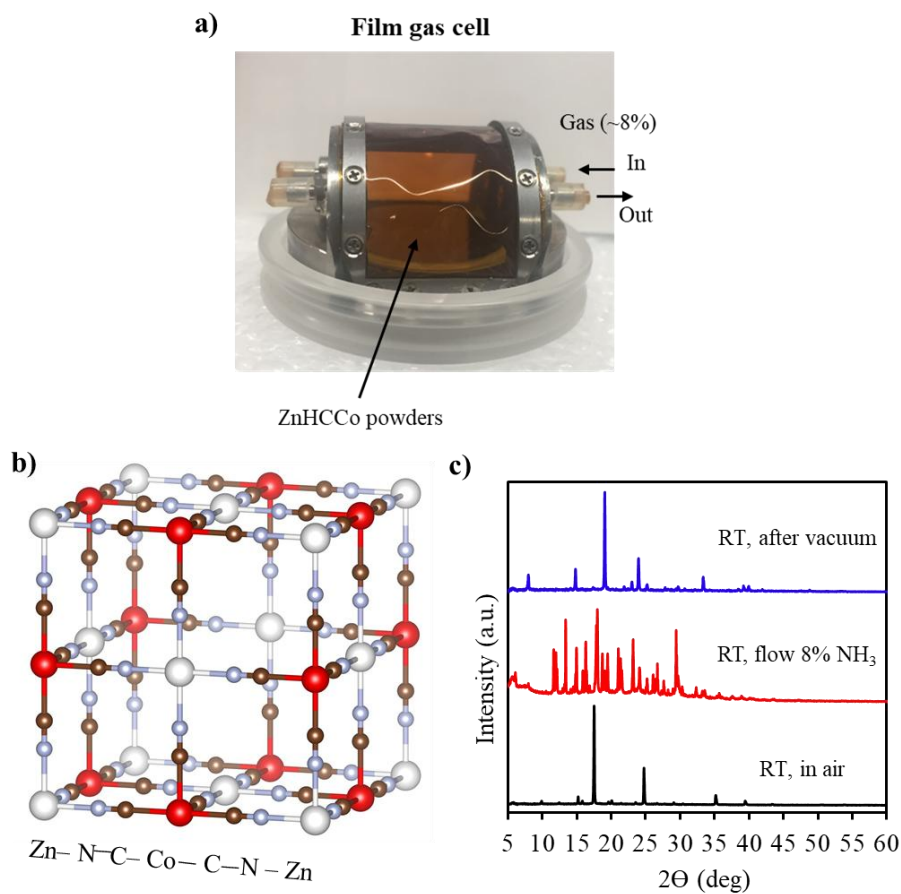 a)
Film gas cell
Gas (~8%)
In
Out
ZnHCCo powders
b)
Zn– N–C– Co– C–N – Zn
c)
Intensity (a.u.)
RT, after vacuum
RT, flow 8% NH₃
RT, in air
5 10 15 20 25 30 35 40 45 50 55 60
2Ɵ (deg)